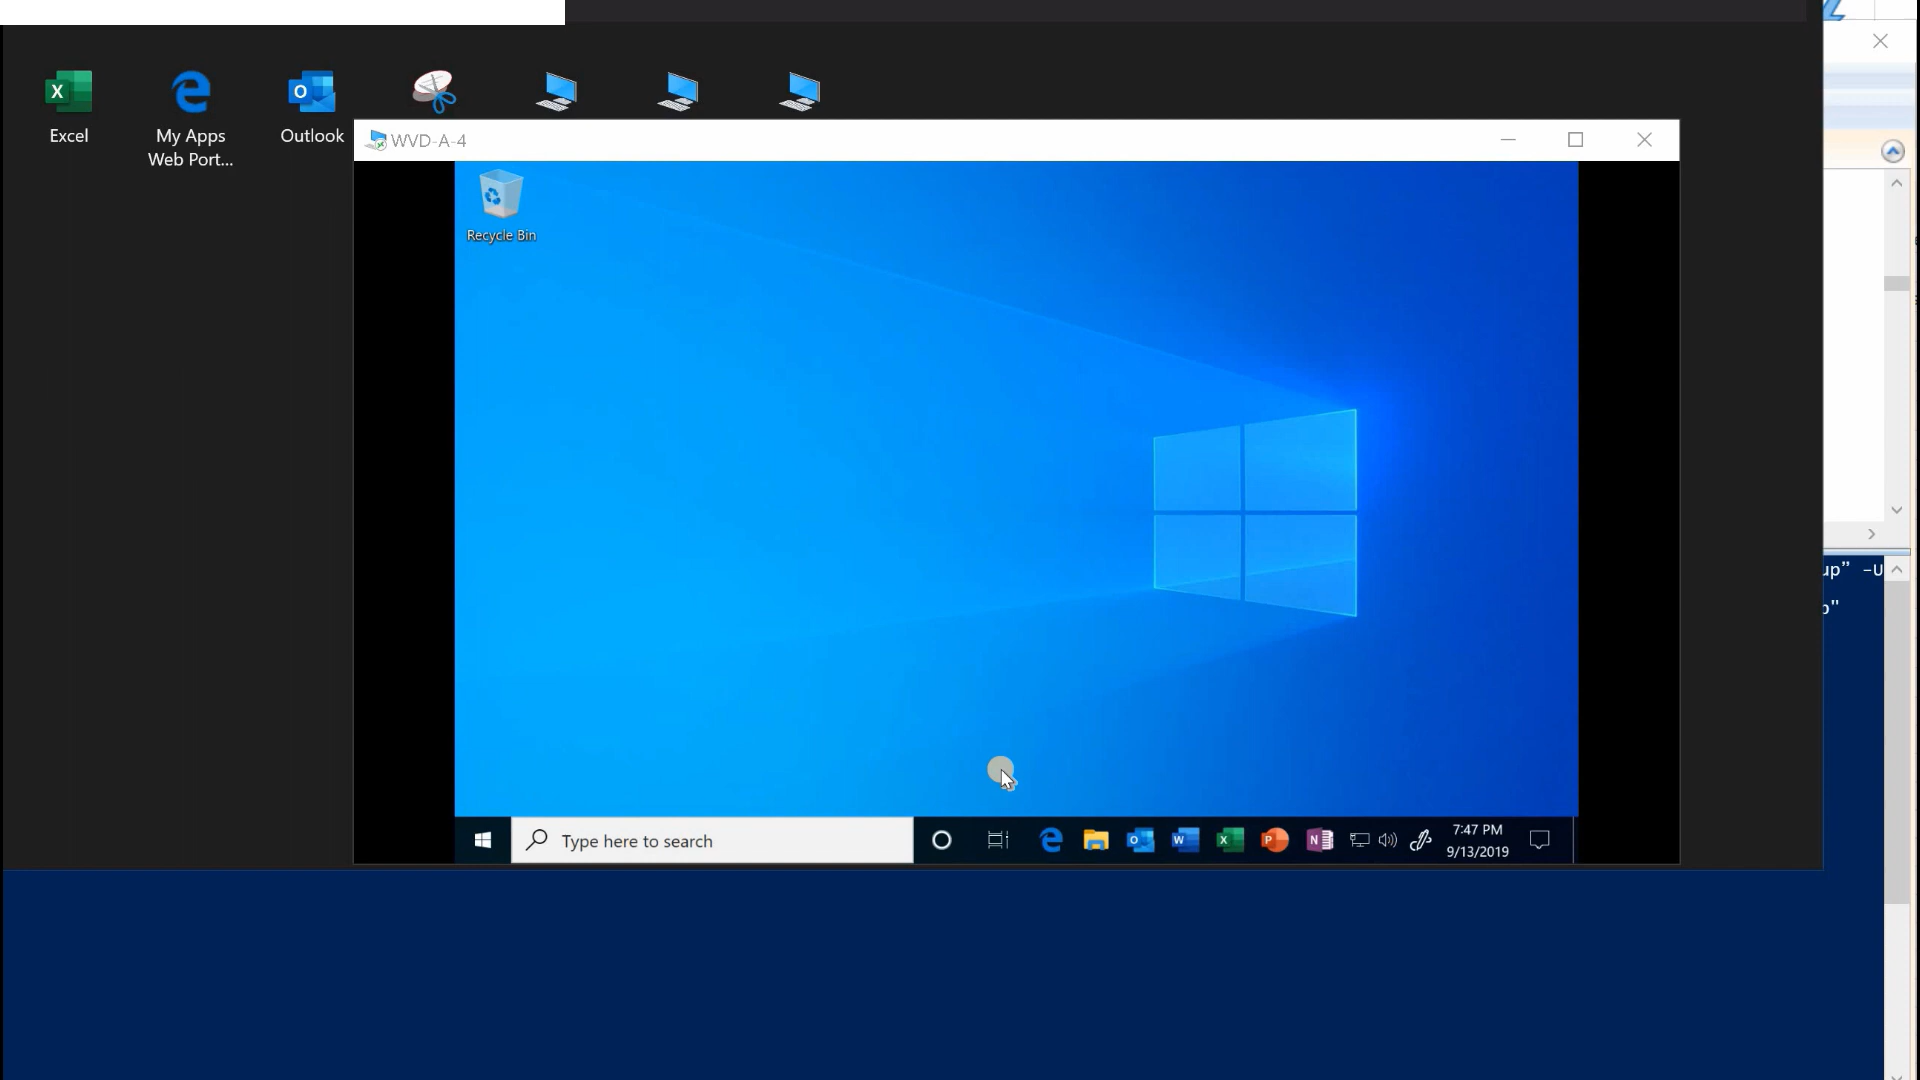 Excel
My Apps
Web Port...
Outlook
WVD-A-4
Recycle Bin
up” -U
b"
Type here to search
7:47 PM
9/13/2019